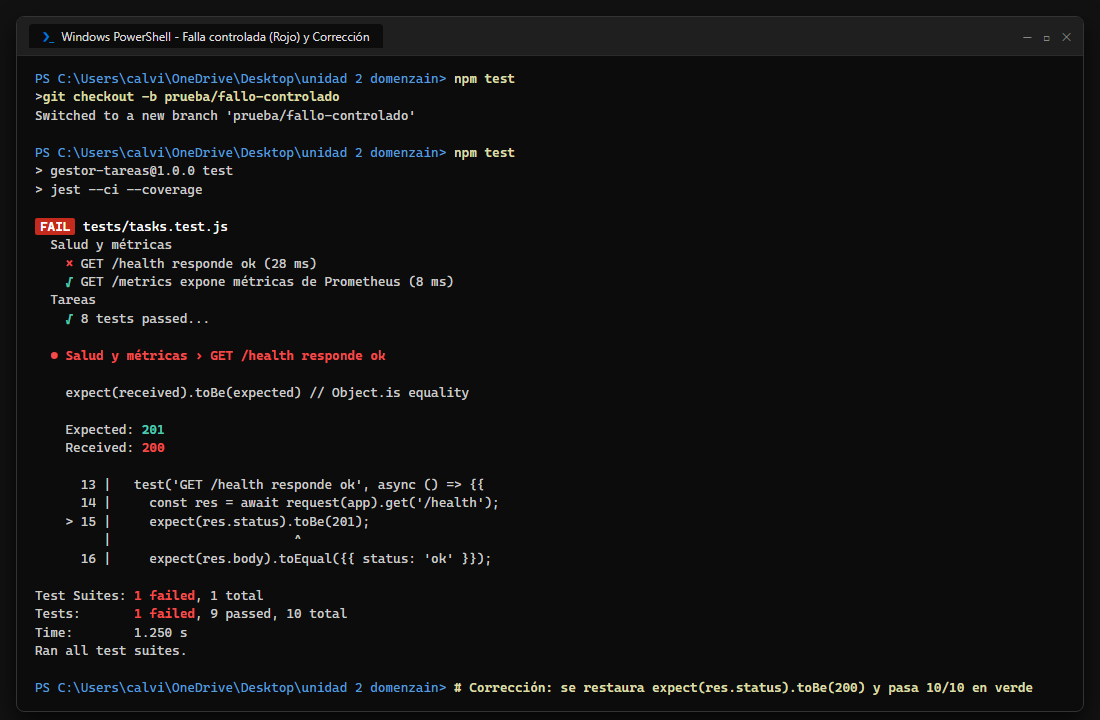 Windows PowerShell - Falla controlada (Rojo) y Corrección
PS C:\Users\calvi\OneDrive\Desktop\unidad 2 domenzain> npm test
>git checkout -b prueba/fallo-controlado
Switched to a new branch 'prueba/fallo-controlado'
PS C:\Users\calvi\OneDrive\Desktop\unidad 2 domenzain> npm test
> gestor-tareas@1.0.0 test
> jest --ci --coverage
FAIL tests/tasks.test.js
Salud y métricas
× GET /health responde ok (28 ms)
√ GET /metrics expone métricas de Prometheus (8 ms)
Tareas
√ 8 tests passed...
● Salud y métricas › GET /health responde ok
expect(received).toBe(expected) // Object.is equality
Expected: 201
Received: 200
13 |   test('GET /health responde ok', async () => {{
14 |     const res = await request(app).get('/health');
> 15 |     expect(res.status).toBe(201);
|                        ^
16 |     expect(res.body).toEqual({{ status: 'ok' }});
Test Suites: 1 failed, 1 total
Tests:       1 failed, 9 passed, 10 total
Time:        1.250 s
Ran all test suites.
PS C:\Users\calvi\OneDrive\Desktop\unidad 2 domenzain> # Corrección: se restaura expect(res.status).toBe(200) y pasa 10/10 en verde